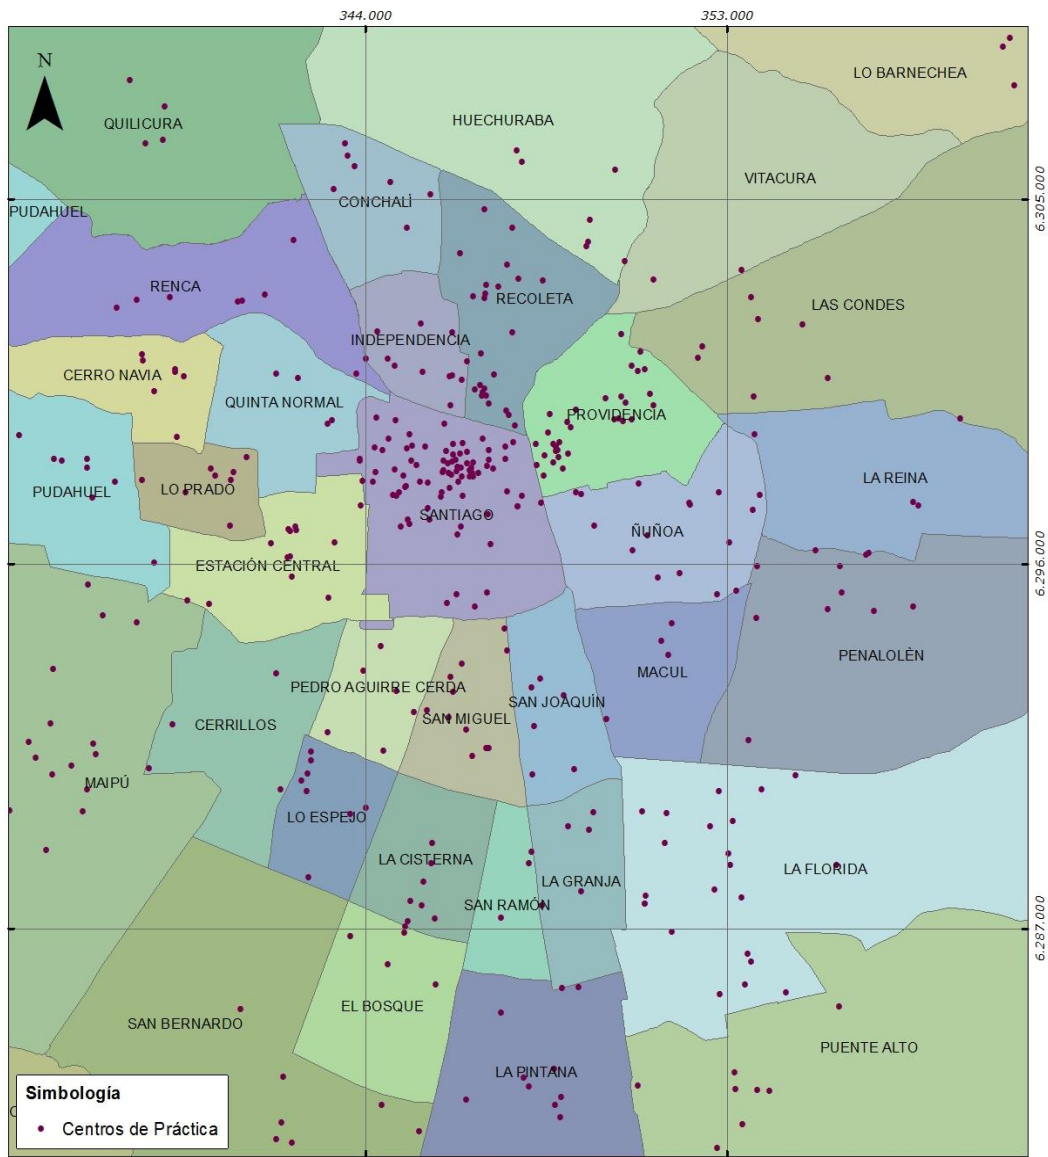 344.000 353.000
N
LO BARNECHEA
QUILICURA
HUECHURABA
VITACURA
CONCHALÍ
6.305.000
PUDAHUEL
RENCA
RECOLETA
LAS CONDES
INDEPENDENCIA
CERRO NAVIA
QUINTA NORMAL
PROVIDENCIA
LA REINA
PUDAHUEL
LO PRADO
SANTIAGO
ÑUÑOA
6.296.000
ESTACIÓN CENTRAL
PENALOLÈN
MACUL
PEDRO AGUIRRE CERDA
SAN JOAQUÍN
SAN MIGUEL
CERRILLOS
MAIPÚ
LO ESPEJO
LA CISTERNA
LA FLORIDA
LA GRANJA
SAN RAMÓN
6.287.000
EL BOSQUE
SAN BERNARDO
PUENTE ALTO
LA PINTANA
Simbología
Centros de Práctica